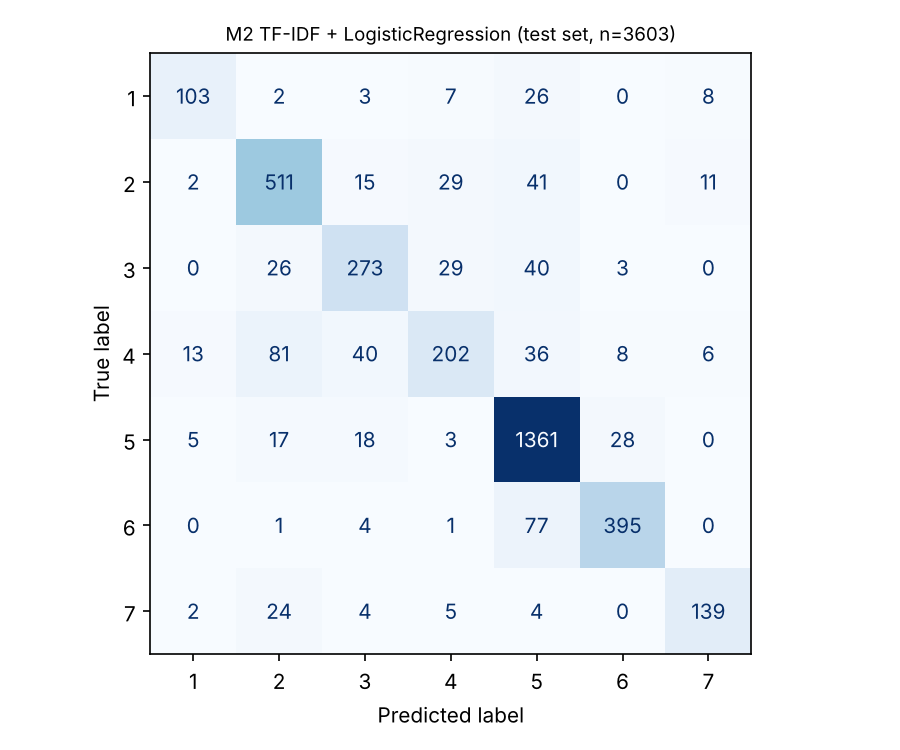 M2 TF-IDF + LogisticRegression (test set, n=3603)
1 103 2 3 7 26 0 8
2 2 511 15 29 41 0 11
3 0 26 273 29 40 3 0
True label
4 13 81 40 202 36 8 6
5 5 17 18 3 1361 28 0
6 0 1 4 1 77 395 0
7 2 24 4 5 4 0 139
1 2 3 4 5 6 7
Predicted label